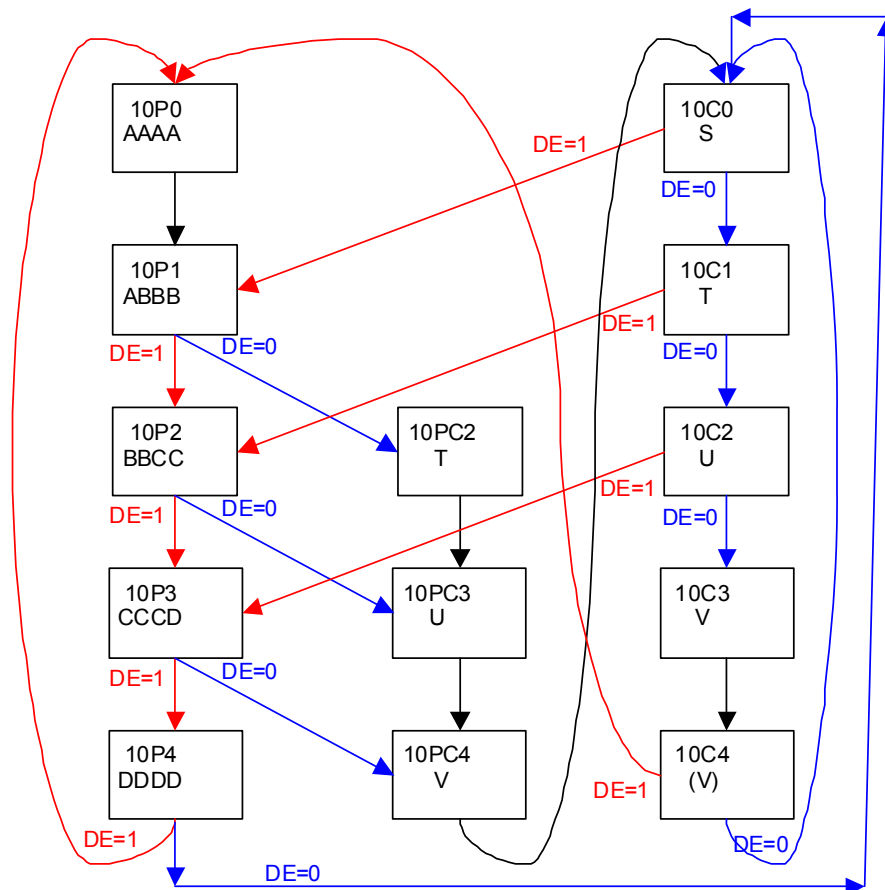 10P0
AAAA
10C0
S
DE=1
DE=0
10P1
ABBB
10C1
T
DE=1
DE=0
DE=1
DE=0
10P2
BBCC
10PC2
T
10C2
U
DE=1
DE=0
DE=1
DE=0
10P3
CCCD
10PC3
U
10C3
V
DE=1
DE=0
10P4
DDDD
10PC4
V
10C4
(V)
DE=1
DE=1
DE=0
DE=0